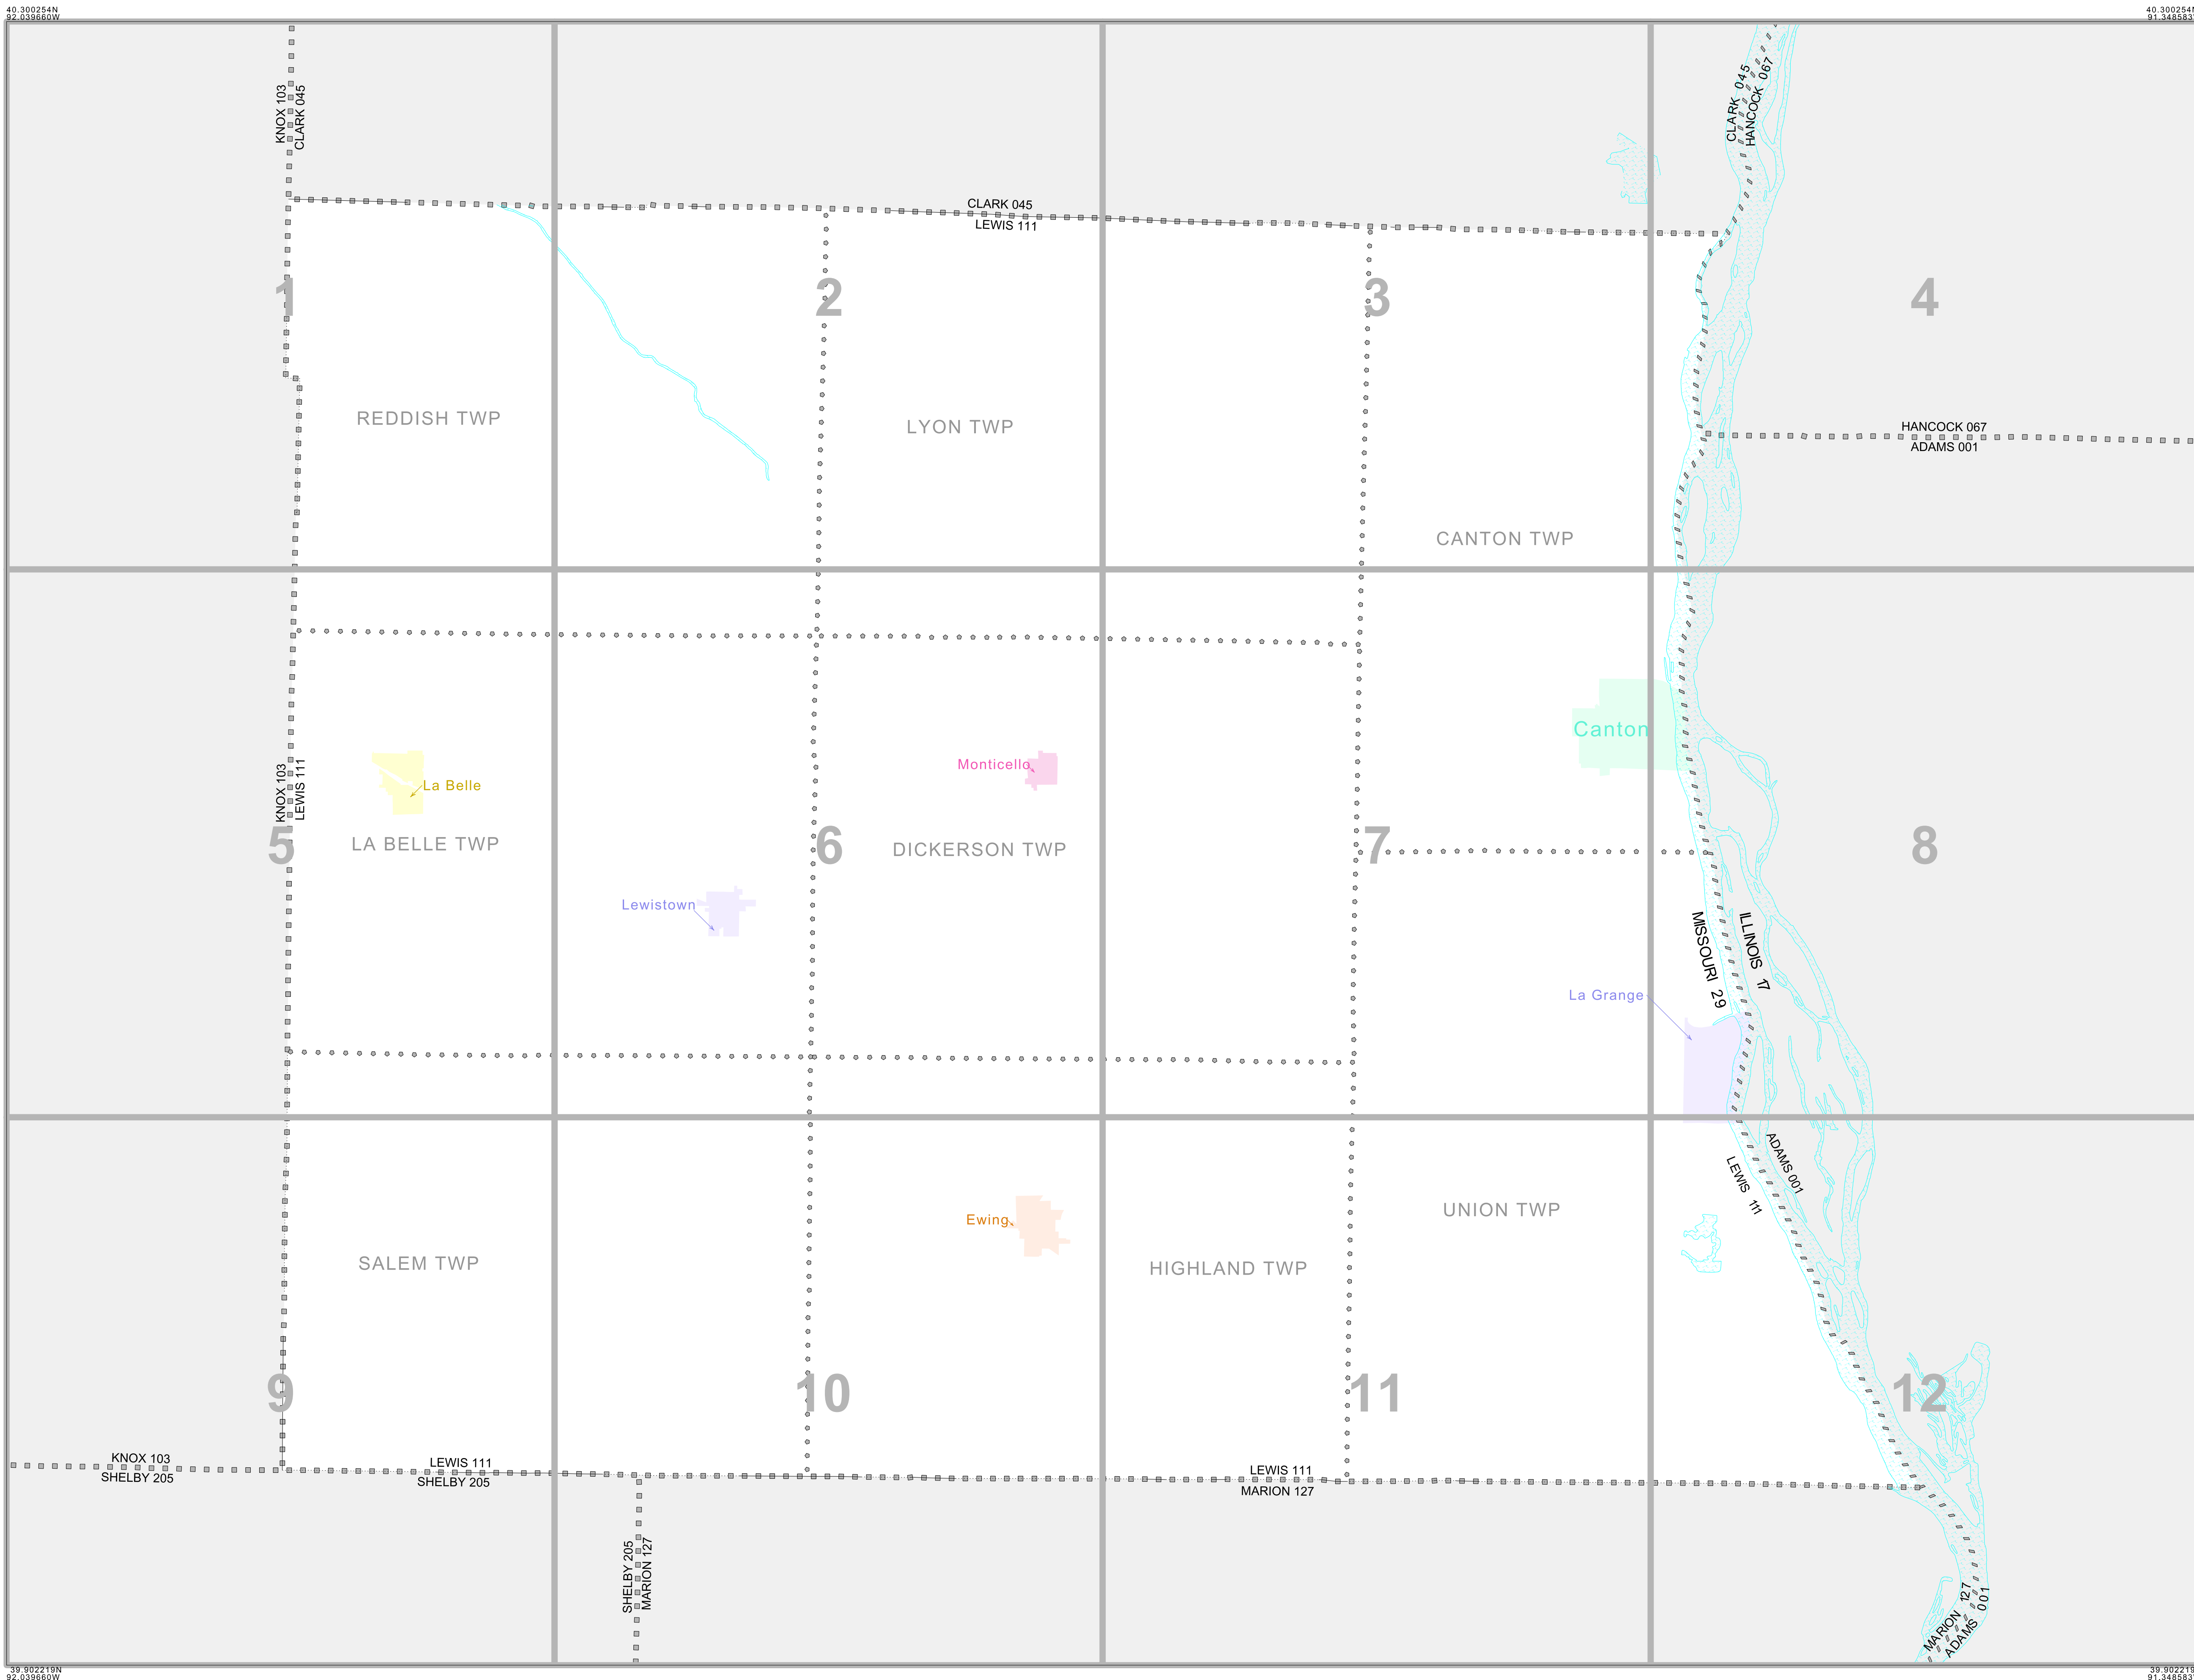 40.300254N
92.039660W
40.300254N
91.348583
KNOX 103
CLARK 045
CLARK 045
HANCOCK 067
CLARK 045
LEWIS 111
1
2
3
4
REDDISH TWP
LYON TWP
HANCOCK 067
ADAMS 001
CANTON TWP
Canton
KNOX 103
LEWIS 111
La Belle
Monticello
LA BELLE TWP
DICKERSON TWP
5
6
7
8
Lewistown
MISSOURI 29
ILLINOIS 17
La Grange
LEWIS 111
ADAMS 001
SALEM TWP
Ewing
HIGHLAND TWP
UNION TWP
9
10
11
12
KNOX 103
SHELBY 205
LEWIS 111
SHELBY 205
LEWIS 111
MARION 127
SHELBY 205
MARION 127
MARION 127
ADAMS 001
39.902219N
92.039660W
39.902219N
91.348583